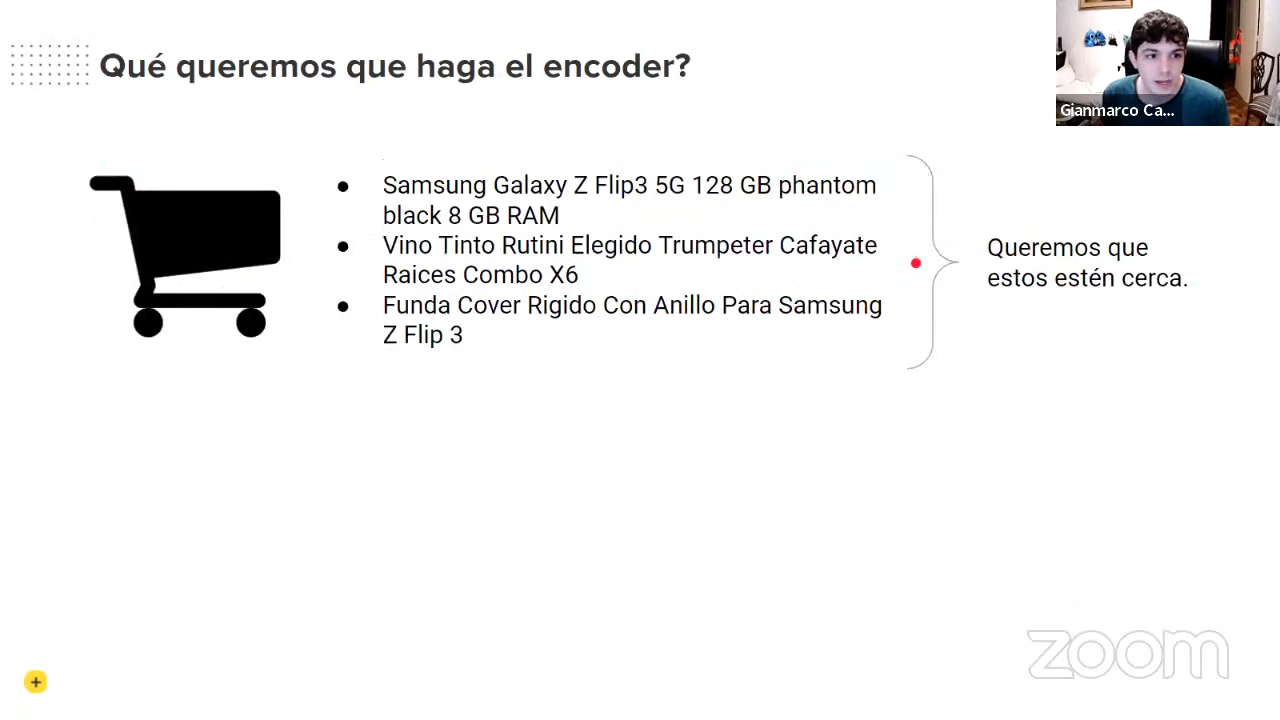 Qué queremos que haga el encoder?
Gianmarco Ca...
● Samsung Galaxy Z Flip3 5G 128 GB phantom
black 8 GB RAM
● Vino Tinto Rutini Elegido Trumpeter Cafayate
Raices Combo X6
● Funda Cover Rigido Con Anillo Para Samsung
Z Flip 3
Queremos que
estos estén cerca.
zoom
+